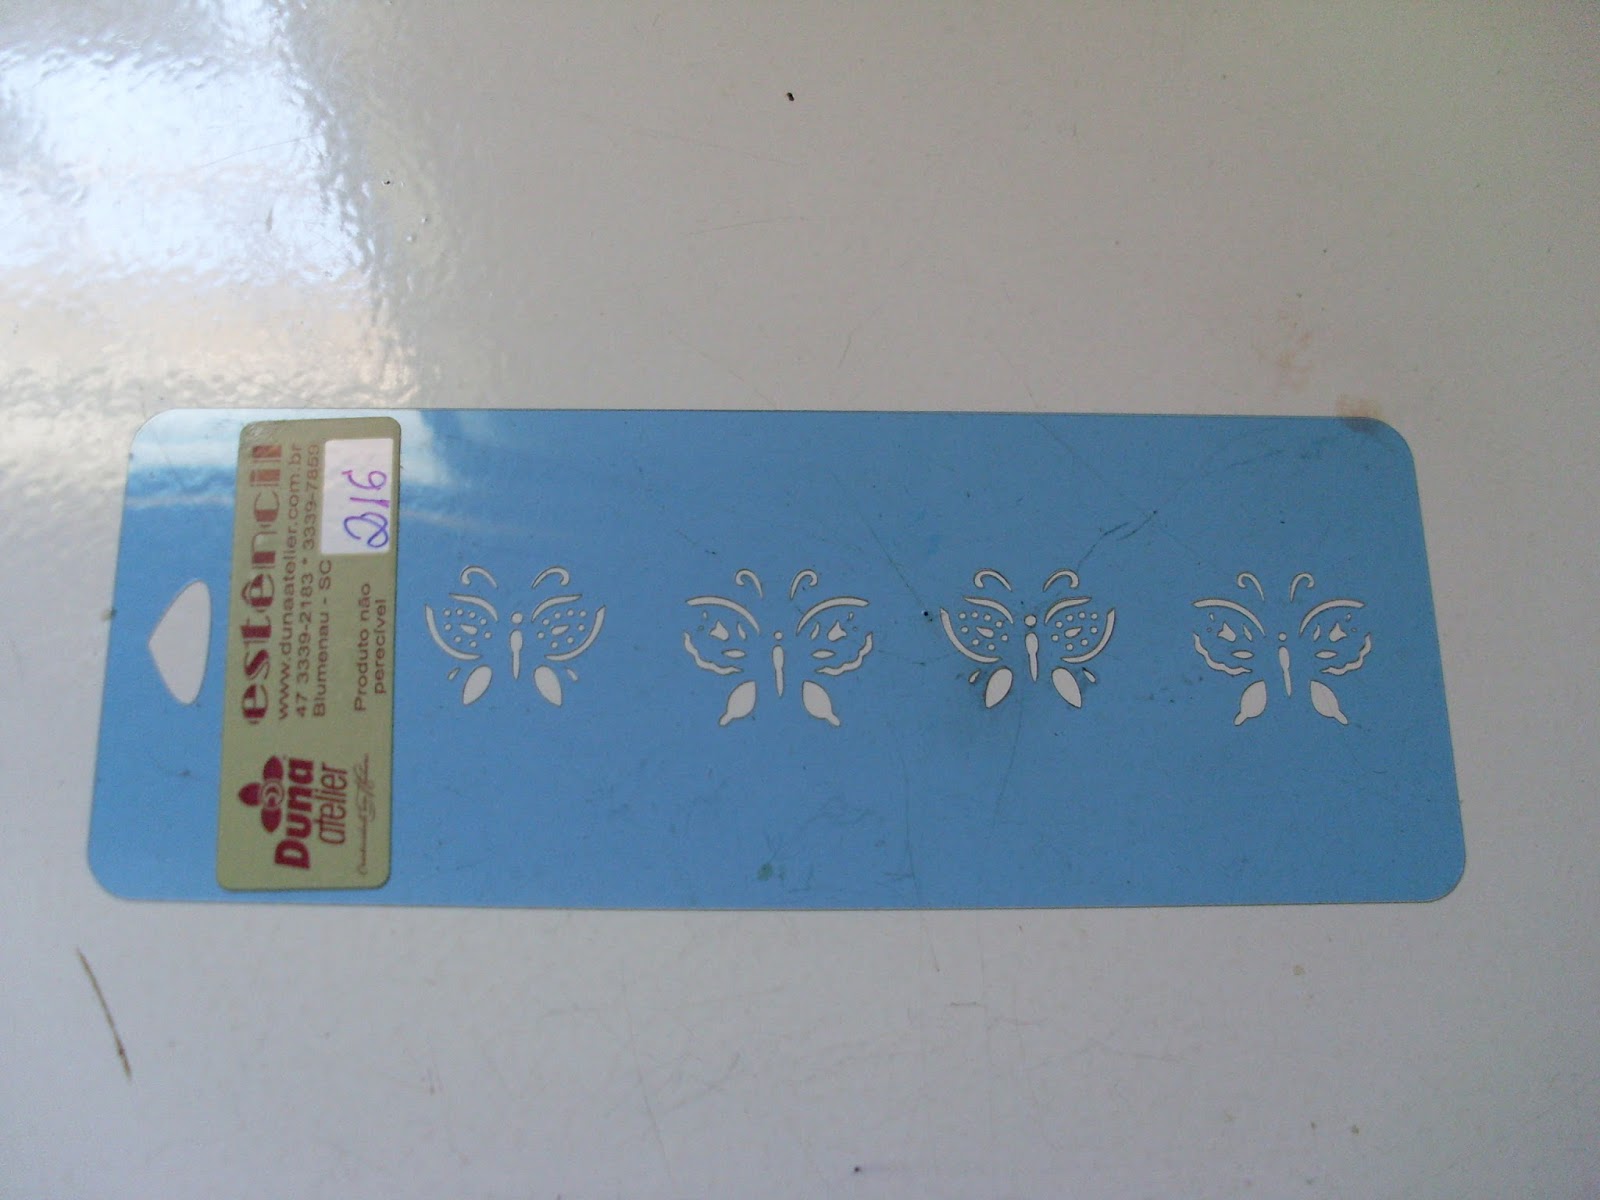 estêncil
www.dunaatelier.com.br
47 3339-2183 * 3339-7859
Blumenau - SC
Produto não
perecível
216
Duna
atelier